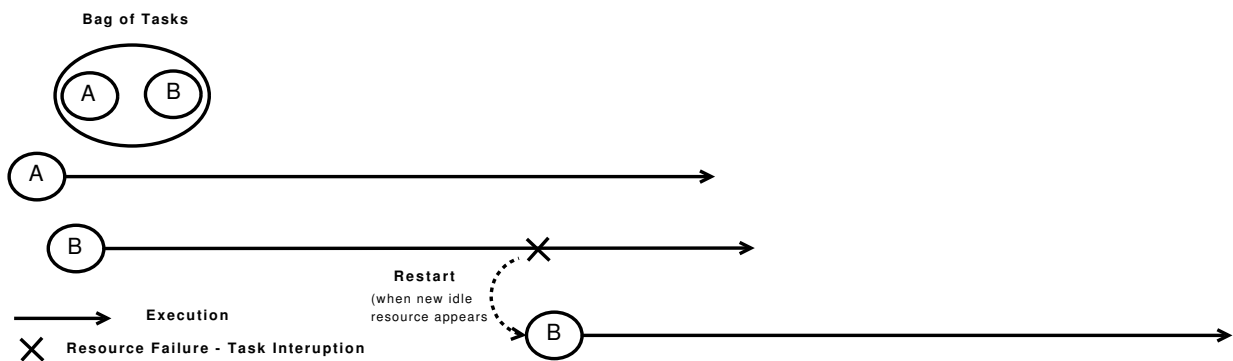 Bag of Tasks
A
B
A
B
Restart
(when new idle
resource appears
B
Execution
Resource Failure - Task Interuption